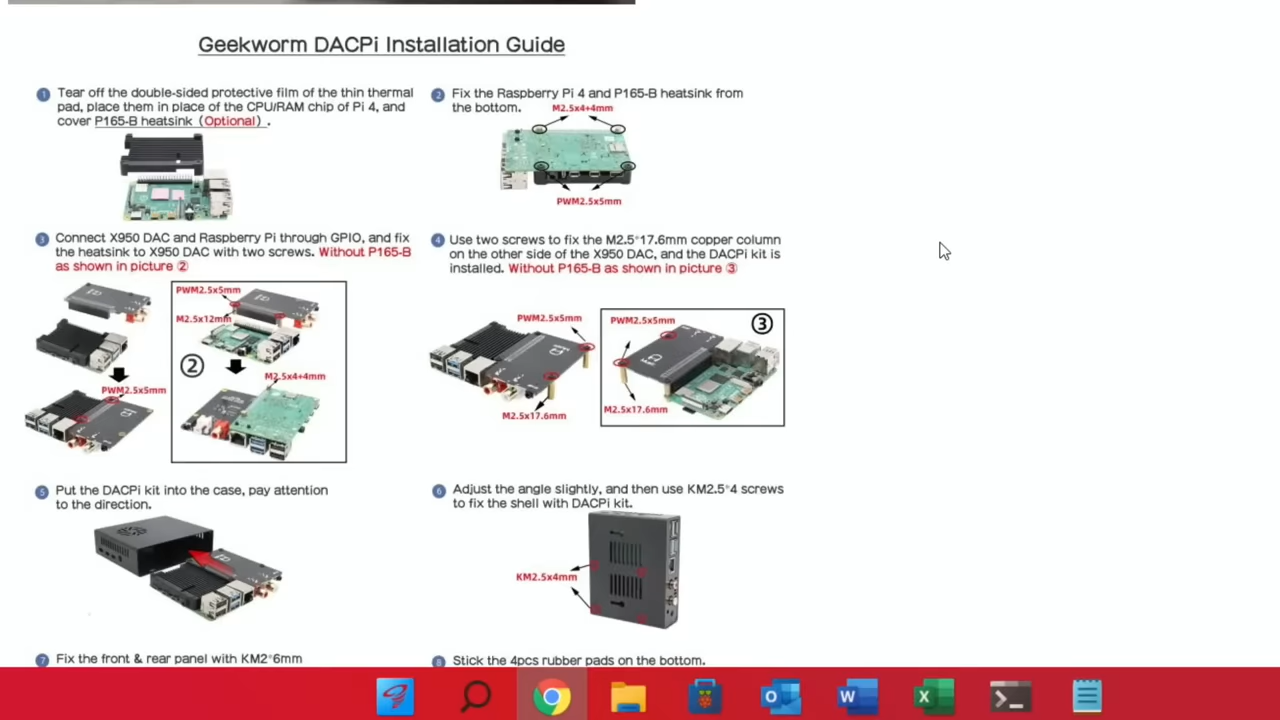 Geekworm DACPi Installation Guide
1 Tear off the double-sided protective film of the thin thermal
pad, place them in place of the CPU/RAM chip of Pi 4, and
cover P165-B heatsink (Optional) .
2 Fix the Raspberry Pi 4 and P165-B heatsink from
the bottom.
M2.5x4+4mm
PWM2.5x5mm
3 Connect X950 DAC and Raspberry Pi through GPIO, and fix
the heatsink to X950 DAC with two screws. Without P165-B
as shown in picture ②
PWM2.5x5mm
M2.5x12mm
②
M2.5x4+4mm
PWM2.5x5mm
4 Use two screws to fix the M2.5*17.6mm copper column
on the other side of the X950 DAC, and the DACPi kit is
installed. Without P165-B as shown in picture ③
PWM2.5x5mm
M2.5x17.6mm
PWM2.5x5mm
③
M2.5x17.6mm
5 Put the DACPi kit into the case, pay attention
to the direction.
6 Adjust the angle slightly, and then use KM2.5*4 screws
to fix the shell with DACPi kit.
KM2.5x4mm
7 Fix the front & rear panel with KM2*6mm
8 Stick the 4pcs rubber pads on the bottom.